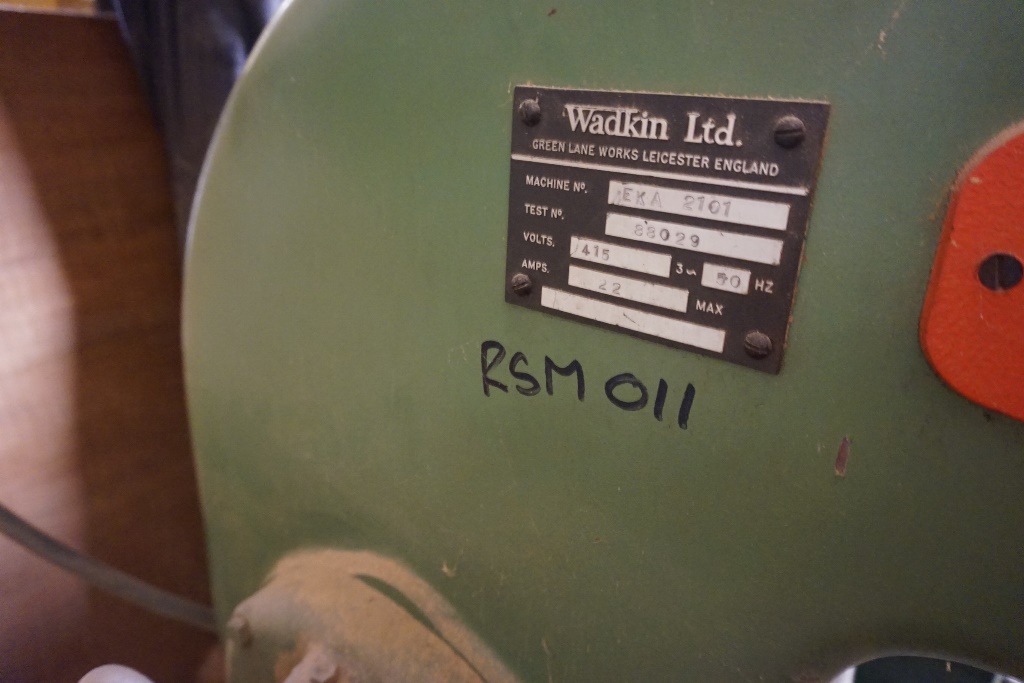 Wadkin Ltd.
GREEN LANE WORKS LEICESTER ENGLAND
MACHINE Nº. EKA 2101
TEST Nº. 88029
VOLTS. 415 3~ 50 HZ
AMPS. 22 MAX
RSM 011